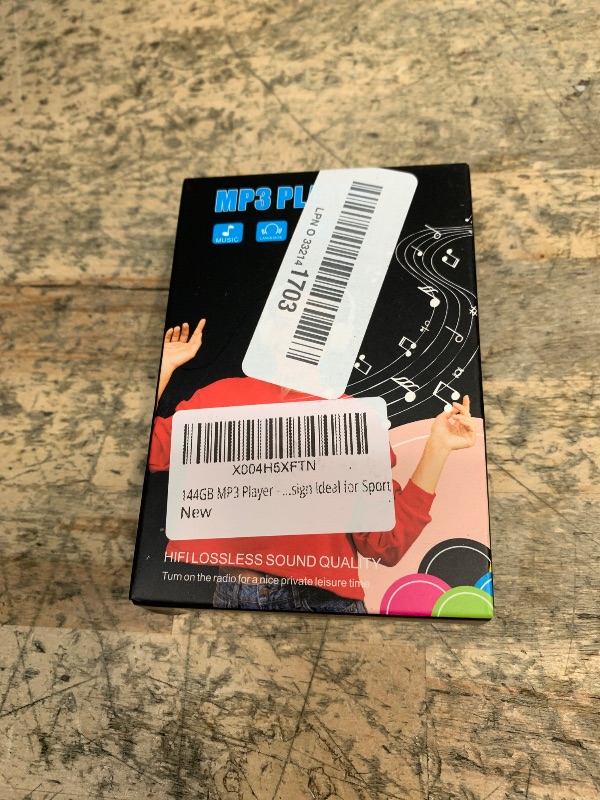 MP3 PL
MUSIC
LPN O 33214 1703
X004H5XFTN
144GB MP3 Player - ...sign Ideal for Sport
New
HIFI LOSSLESS SOUND QUALITY
Turn on the radio for a nice private leisure time